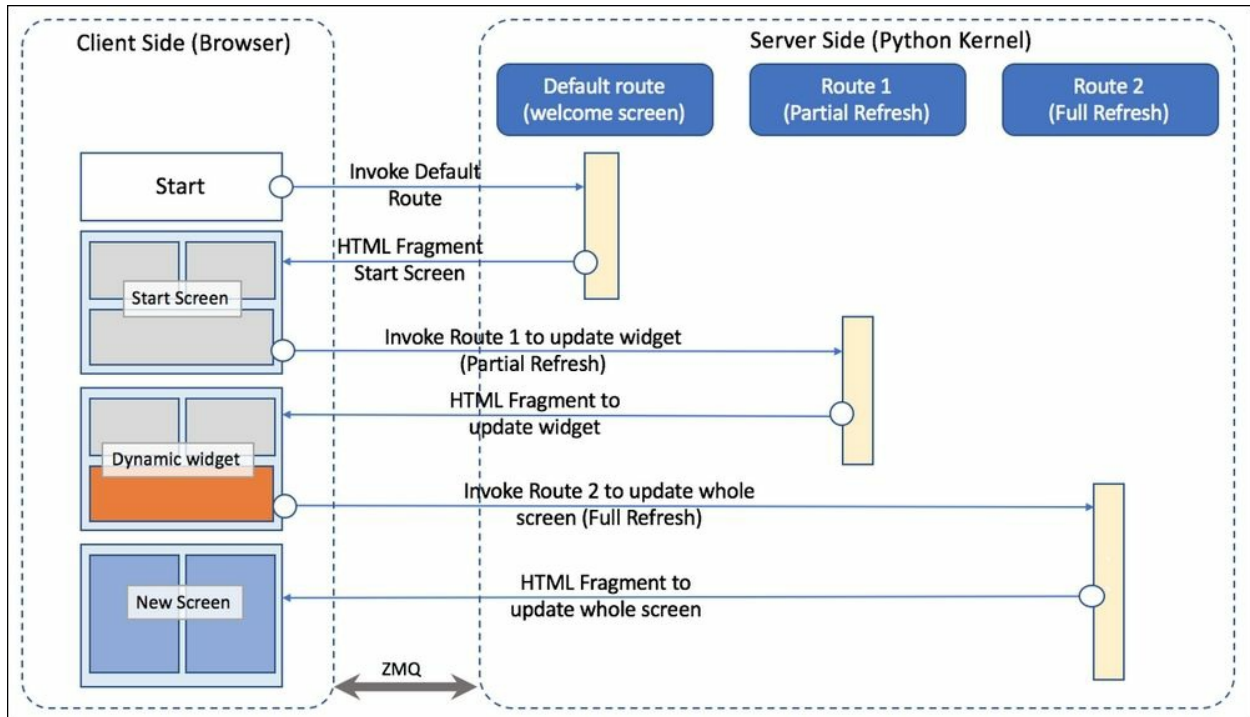 Client Side (Browser)
Server Side (Python Kernel)
Default route
(welcome screen)
Route 1
(Partial Refresh)
Route 2
(Full Refresh)
Start
Invoke Default
Route
HTML Fragment
Start Screen
Start Screen
Invoke Route 1 to update widget
(Partial Refresh)
HTML Fragment to
update widget
Dynamic widget
Invoke Route 2 to update whole
screen (Full Refresh)
HTML Fragment to
update whole screen
New Screen
ZMQ